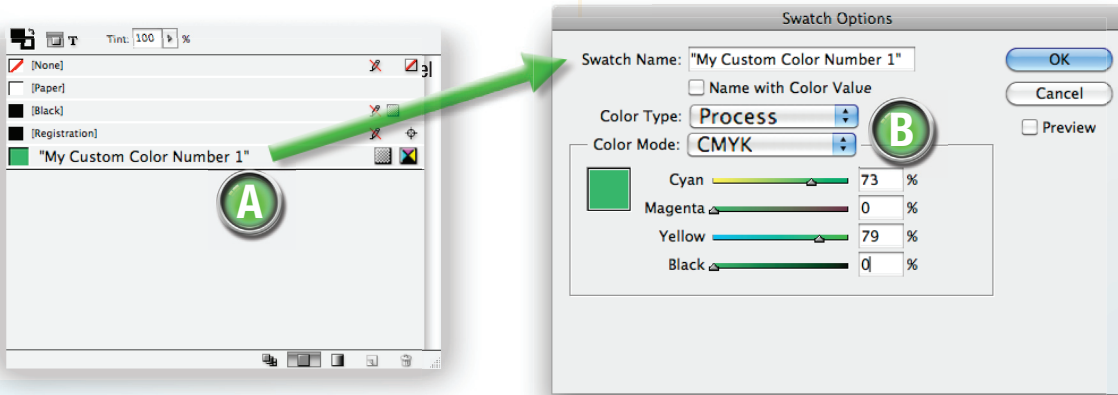 T Tint: 100 %
[None]
[Paper]
[Black]
[Registration]
"My Custom Color Number 1"
A
el
Swatch Options
Swatch Name: "My Custom Color Number 1"
Name with Color Value
Color Type: Process
Color Mode: CMYK
B
Cyan 73 %
Magenta 0 %
Yellow 79 %
Black 0 %
OK
Cancel
Preview